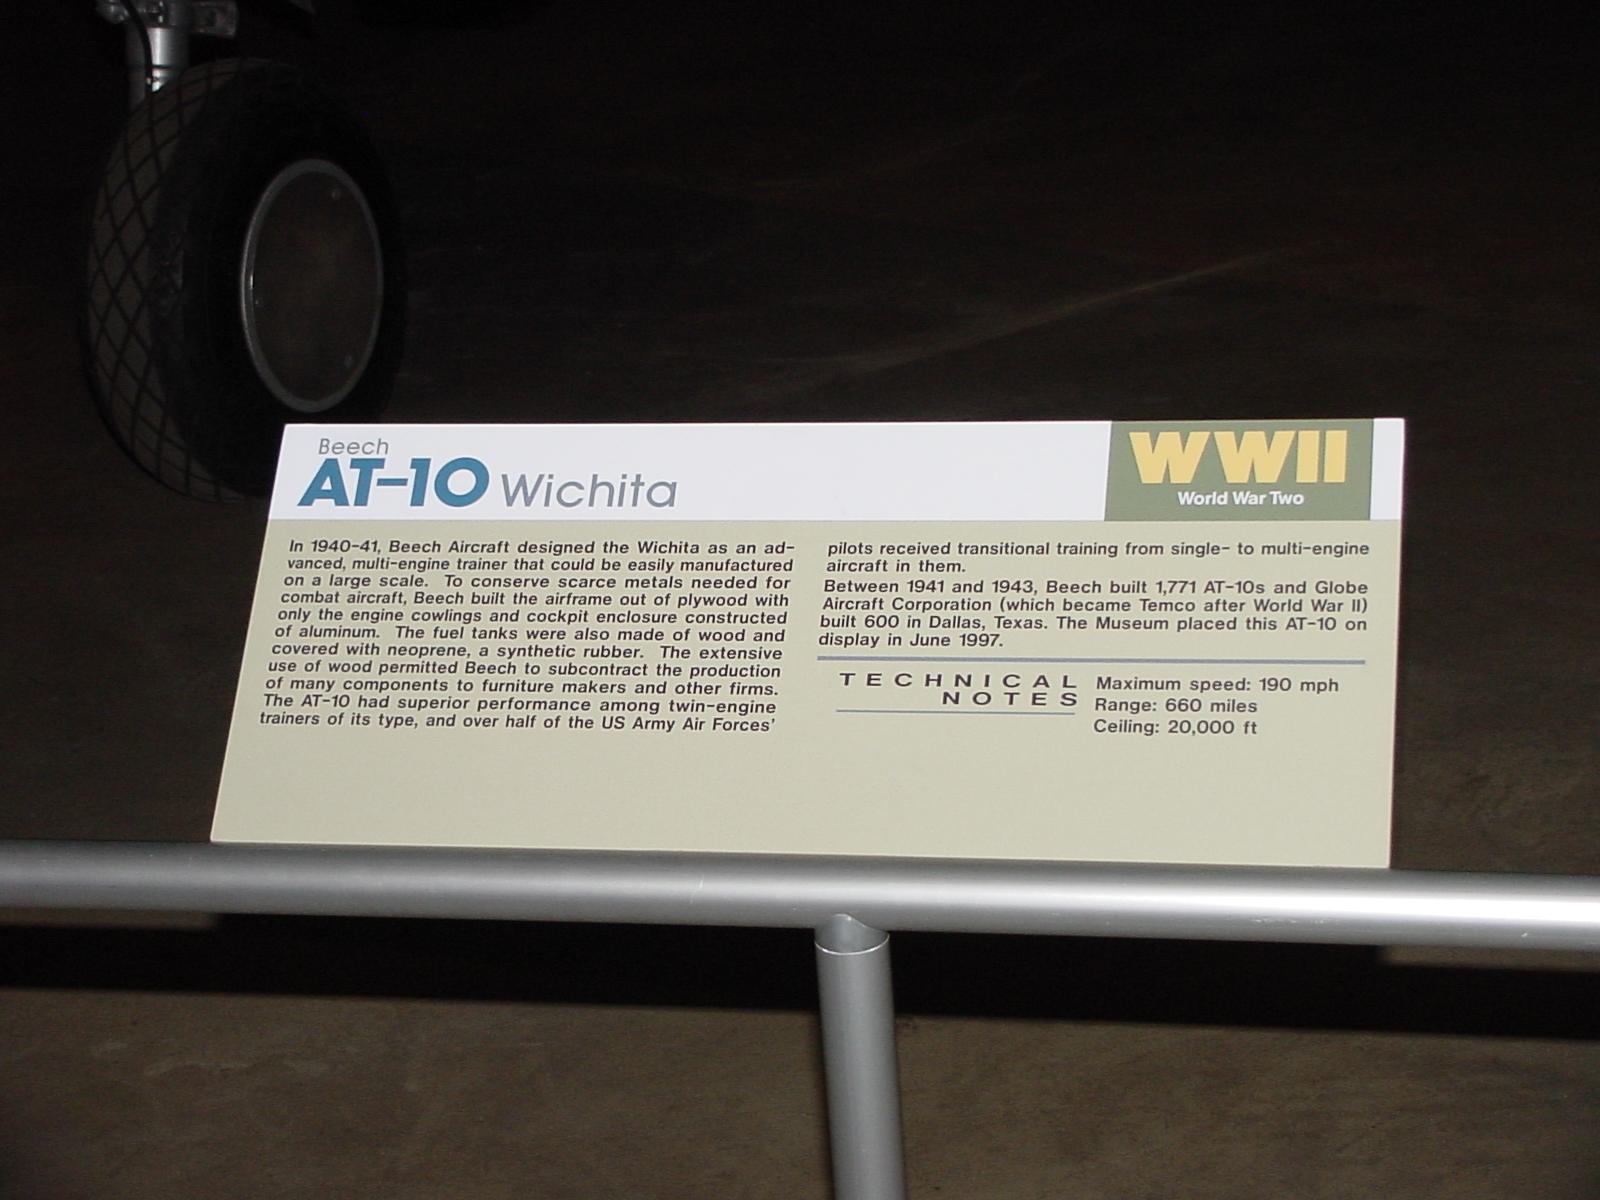 Beech
AT-10 Wichita
WWII
World War Two
In 1940-41, Beech Aircraft designed the Wichita as an ad-
vanced, multi-engine trainer that could be easily manufactured
on a large scale. To conserve scarce metals needed for
combat aircraft, Beech built the airframe out of plywood with
only the engine cowlings and cockpit enclosure constructed
of aluminum. The fuel tanks were also made of wood and
covered with neoprene, a synthetic rubber. The extensive
use of wood permitted Beech to subcontract the production
of many components to furniture makers and other firms.
The AT-10 had superior performance among twin-engine
trainers of its type, and over half of the US Army Air Forces'
pilots received transitional training from single- to multi-engine
aircraft in them.
Between 1941 and 1943, Beech built 1,771 AT-10s and Globe
Aircraft Corporation (which became Temco after World War II)
built 600 in Dallas, Texas. The Museum placed this AT-10 on
display in June 1997.
TECHNICAL
NOTES
Maximum speed: 190 mph
Range: 660 miles
Ceiling: 20,000 ft